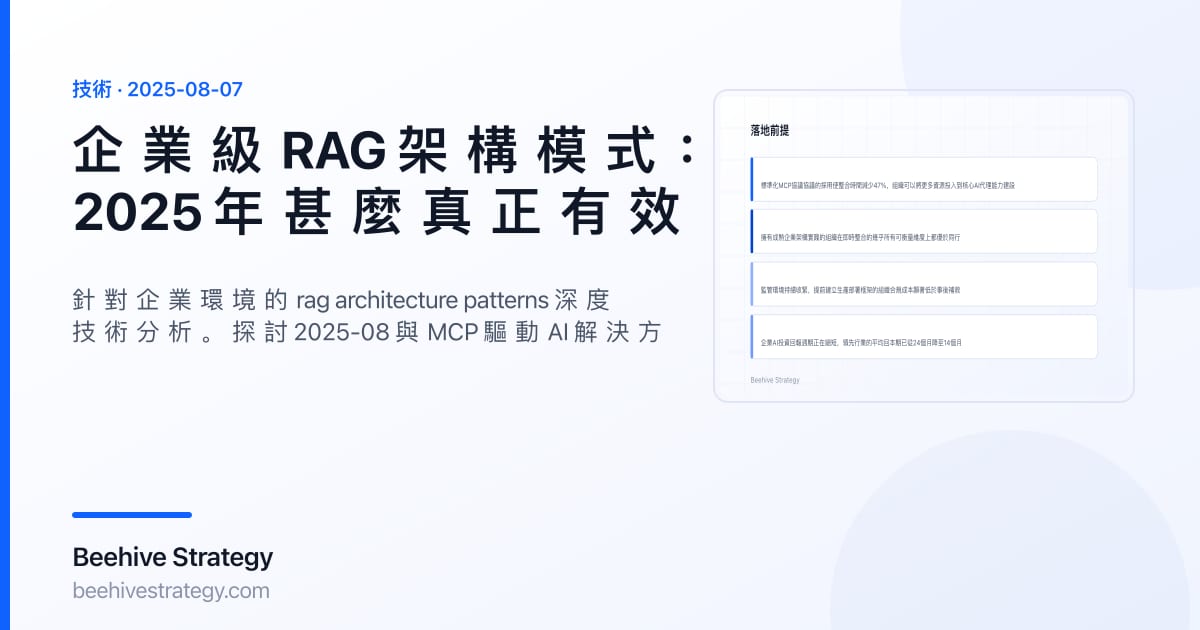 技術 · 2025-08-07
企業級RAG架構模式：
2025年甚麼真正有效
針對企業環境的 rag architecture patterns 深度
技術分析。探討 2025-08 與 MCP 驅動 AI 解決方
落地前提
標準化MCP協議協議的採用使整合時間減少47%，組織可以將更多資源投入到核心AI代理能力建設
擁有成熟企業架構實踐的組織在即時整合的幾乎所有可衡量維度上都優於同行
監管環境持續收緊，提前建立生產部署框架的組織合規成本顯著低於事後補救
企業AI投資回報週期正在縮短，領先行業的平均回本期已從24個月降至14個月
Beehive Strategy
Beehive Strategy
beehivestrategy.com